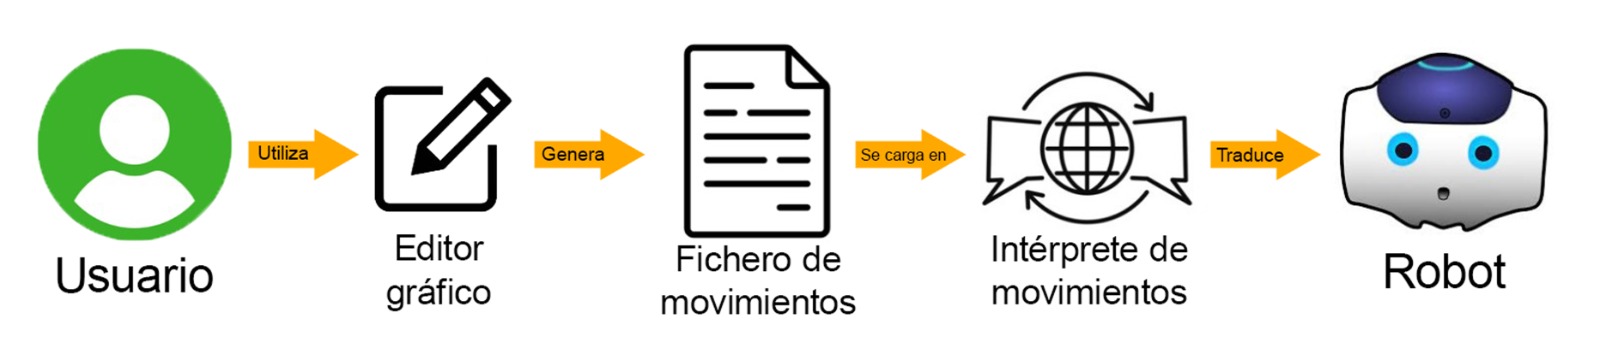 Usuario
Utiliza
Editor
gráfico
Genera
Fichero de
movimientos
Se carga en
Intérprete de
movimientos
Traduce
Robot